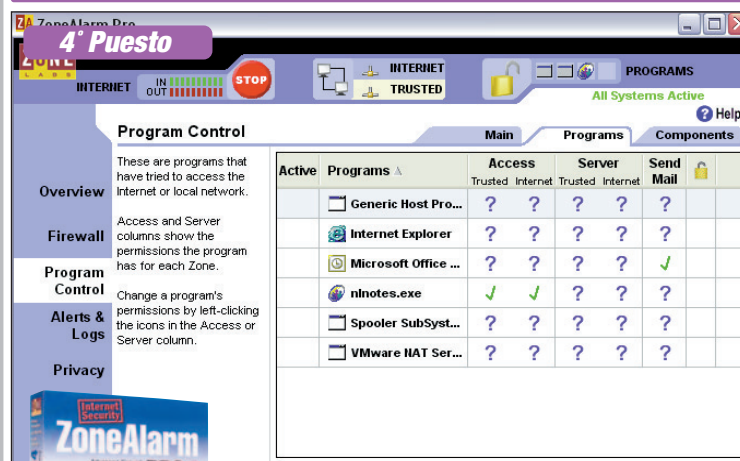 ZA ZoneAlarm Pro
4° Puesto
ZONE
LABS
INTERNET IN OUT STOP
INTERNET
TRUSTED
PROGRAMS
All Systems Active
? Help
Program Control
Main Programs Components
These are programs that
have tried to access the
Internet or local network.
Access and Server
columns show the
permissions the program
has for each Zone.
Change a program's
permissions by left-clicking
the icons in the Access or
Server column.
Overview
Firewall
Program
Control
Alerts &
Logs
Privacy
Active Programs Access Server Send
Mail
Trusted Internet Trusted Internet
Generic Host Pro... ? ? ? ? ?
Internet Explorer ? ? ? ? ?
Microsoft Office ... ? ? ? ? √
nlnotes.exe √ √ ? ? ?
Spooler SubSyst... ? ? ? ? ?
VMware NAT Ser... ? ? ? ? ?
Internet
Security
ZoneAlarm